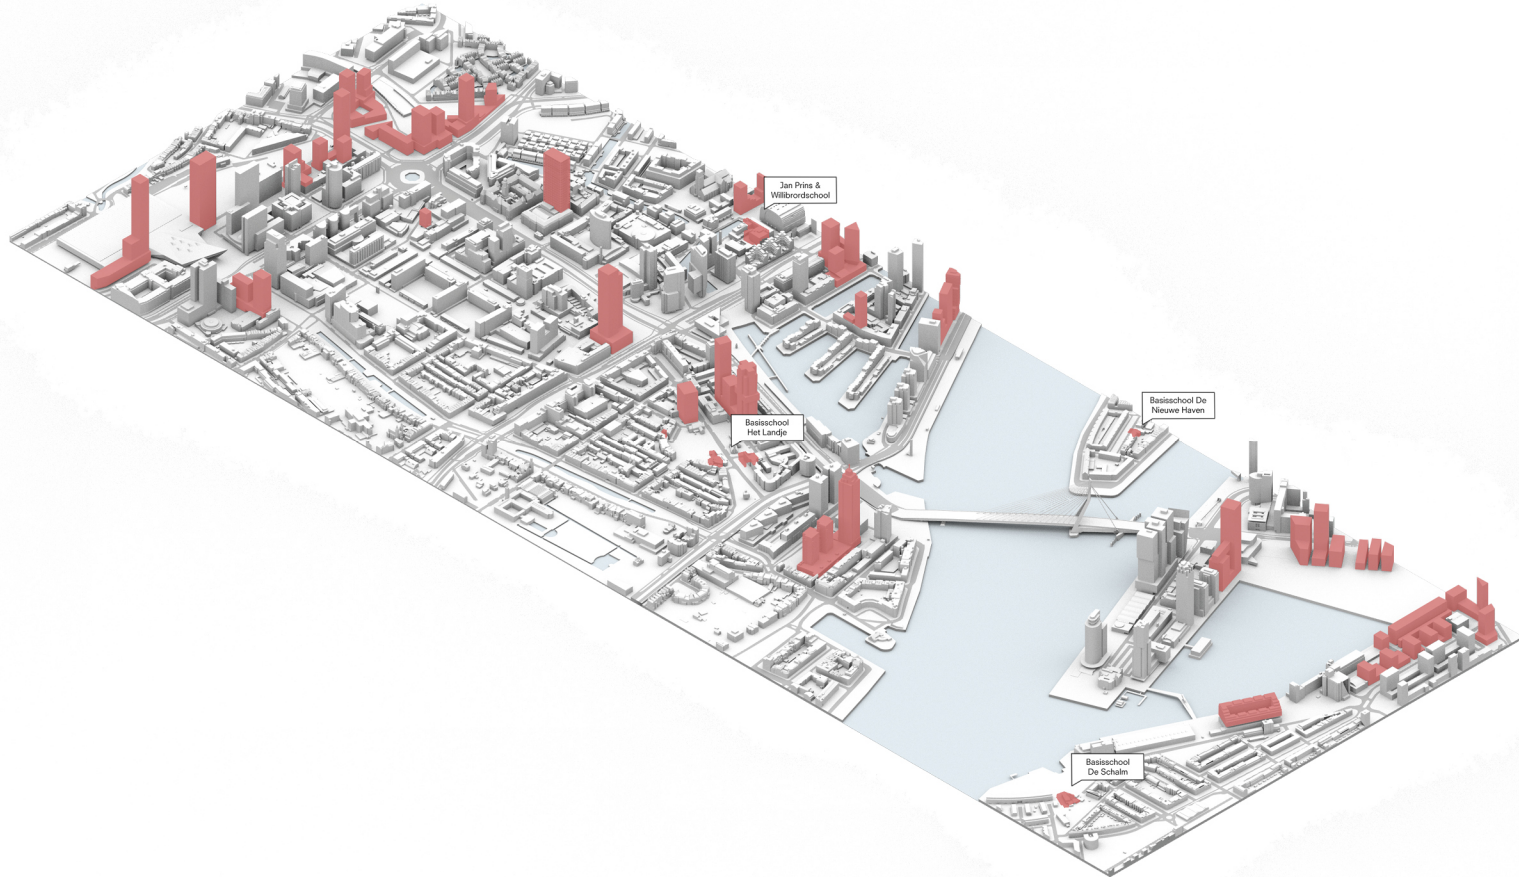 Jan Prins &
Willibrordschool
Basisschool De
Nieuwe Haven
Basisschool
Het Landje
Basisschool
De Schalm